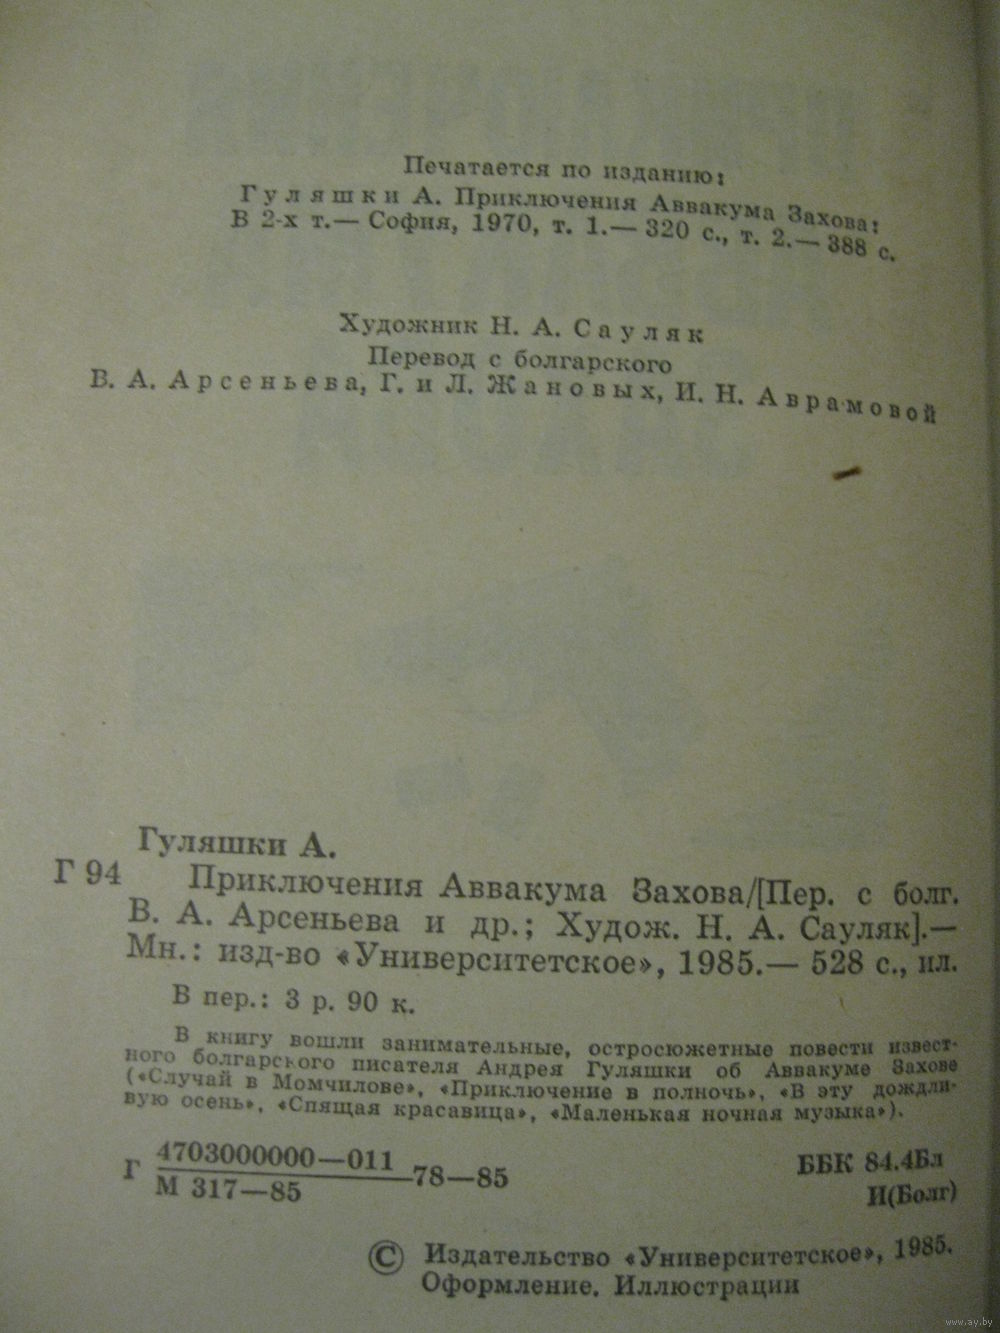 Печатается по изданию:
Гуляшки А. Приключения Аввакума Захова:
В 2-х т.— София, 1970, т. 1.— 320 с., т. 2.— 388 с.
Художник Н. А. Сауляк
Перевод с болгарского
В. А. Арсеньева, Г. и Л. Жановых, И. Н. Аврамовой
Гуляшки А.
Г 94 Приключения Аввакума Захова/[Пер. с болг.
В. А. Арсеньева и др.; Худож. Н. А. Сауляк].—
Мн.: изд-во «Университетское», 1985.— 528 с., ил.
В пер.: 3 р. 90 к.
В книгу вошли занимательные, остросюжетные повести извест-
ного болгарского писателя Андрея Гуляшки об Аввакуме Захове
(«Случай в Момчилове», «Приключение в полночь», «В эту дождли-
вую осень», «Спящая красавица», «Маленькая ночная музыка»).
Г 4703000000—011 78—85
М 317—85
ББК 84.4Бл
И(Болг)
© Издательство «Университетское», 1985.
Оформление. Иллюстрации
www.ay.by